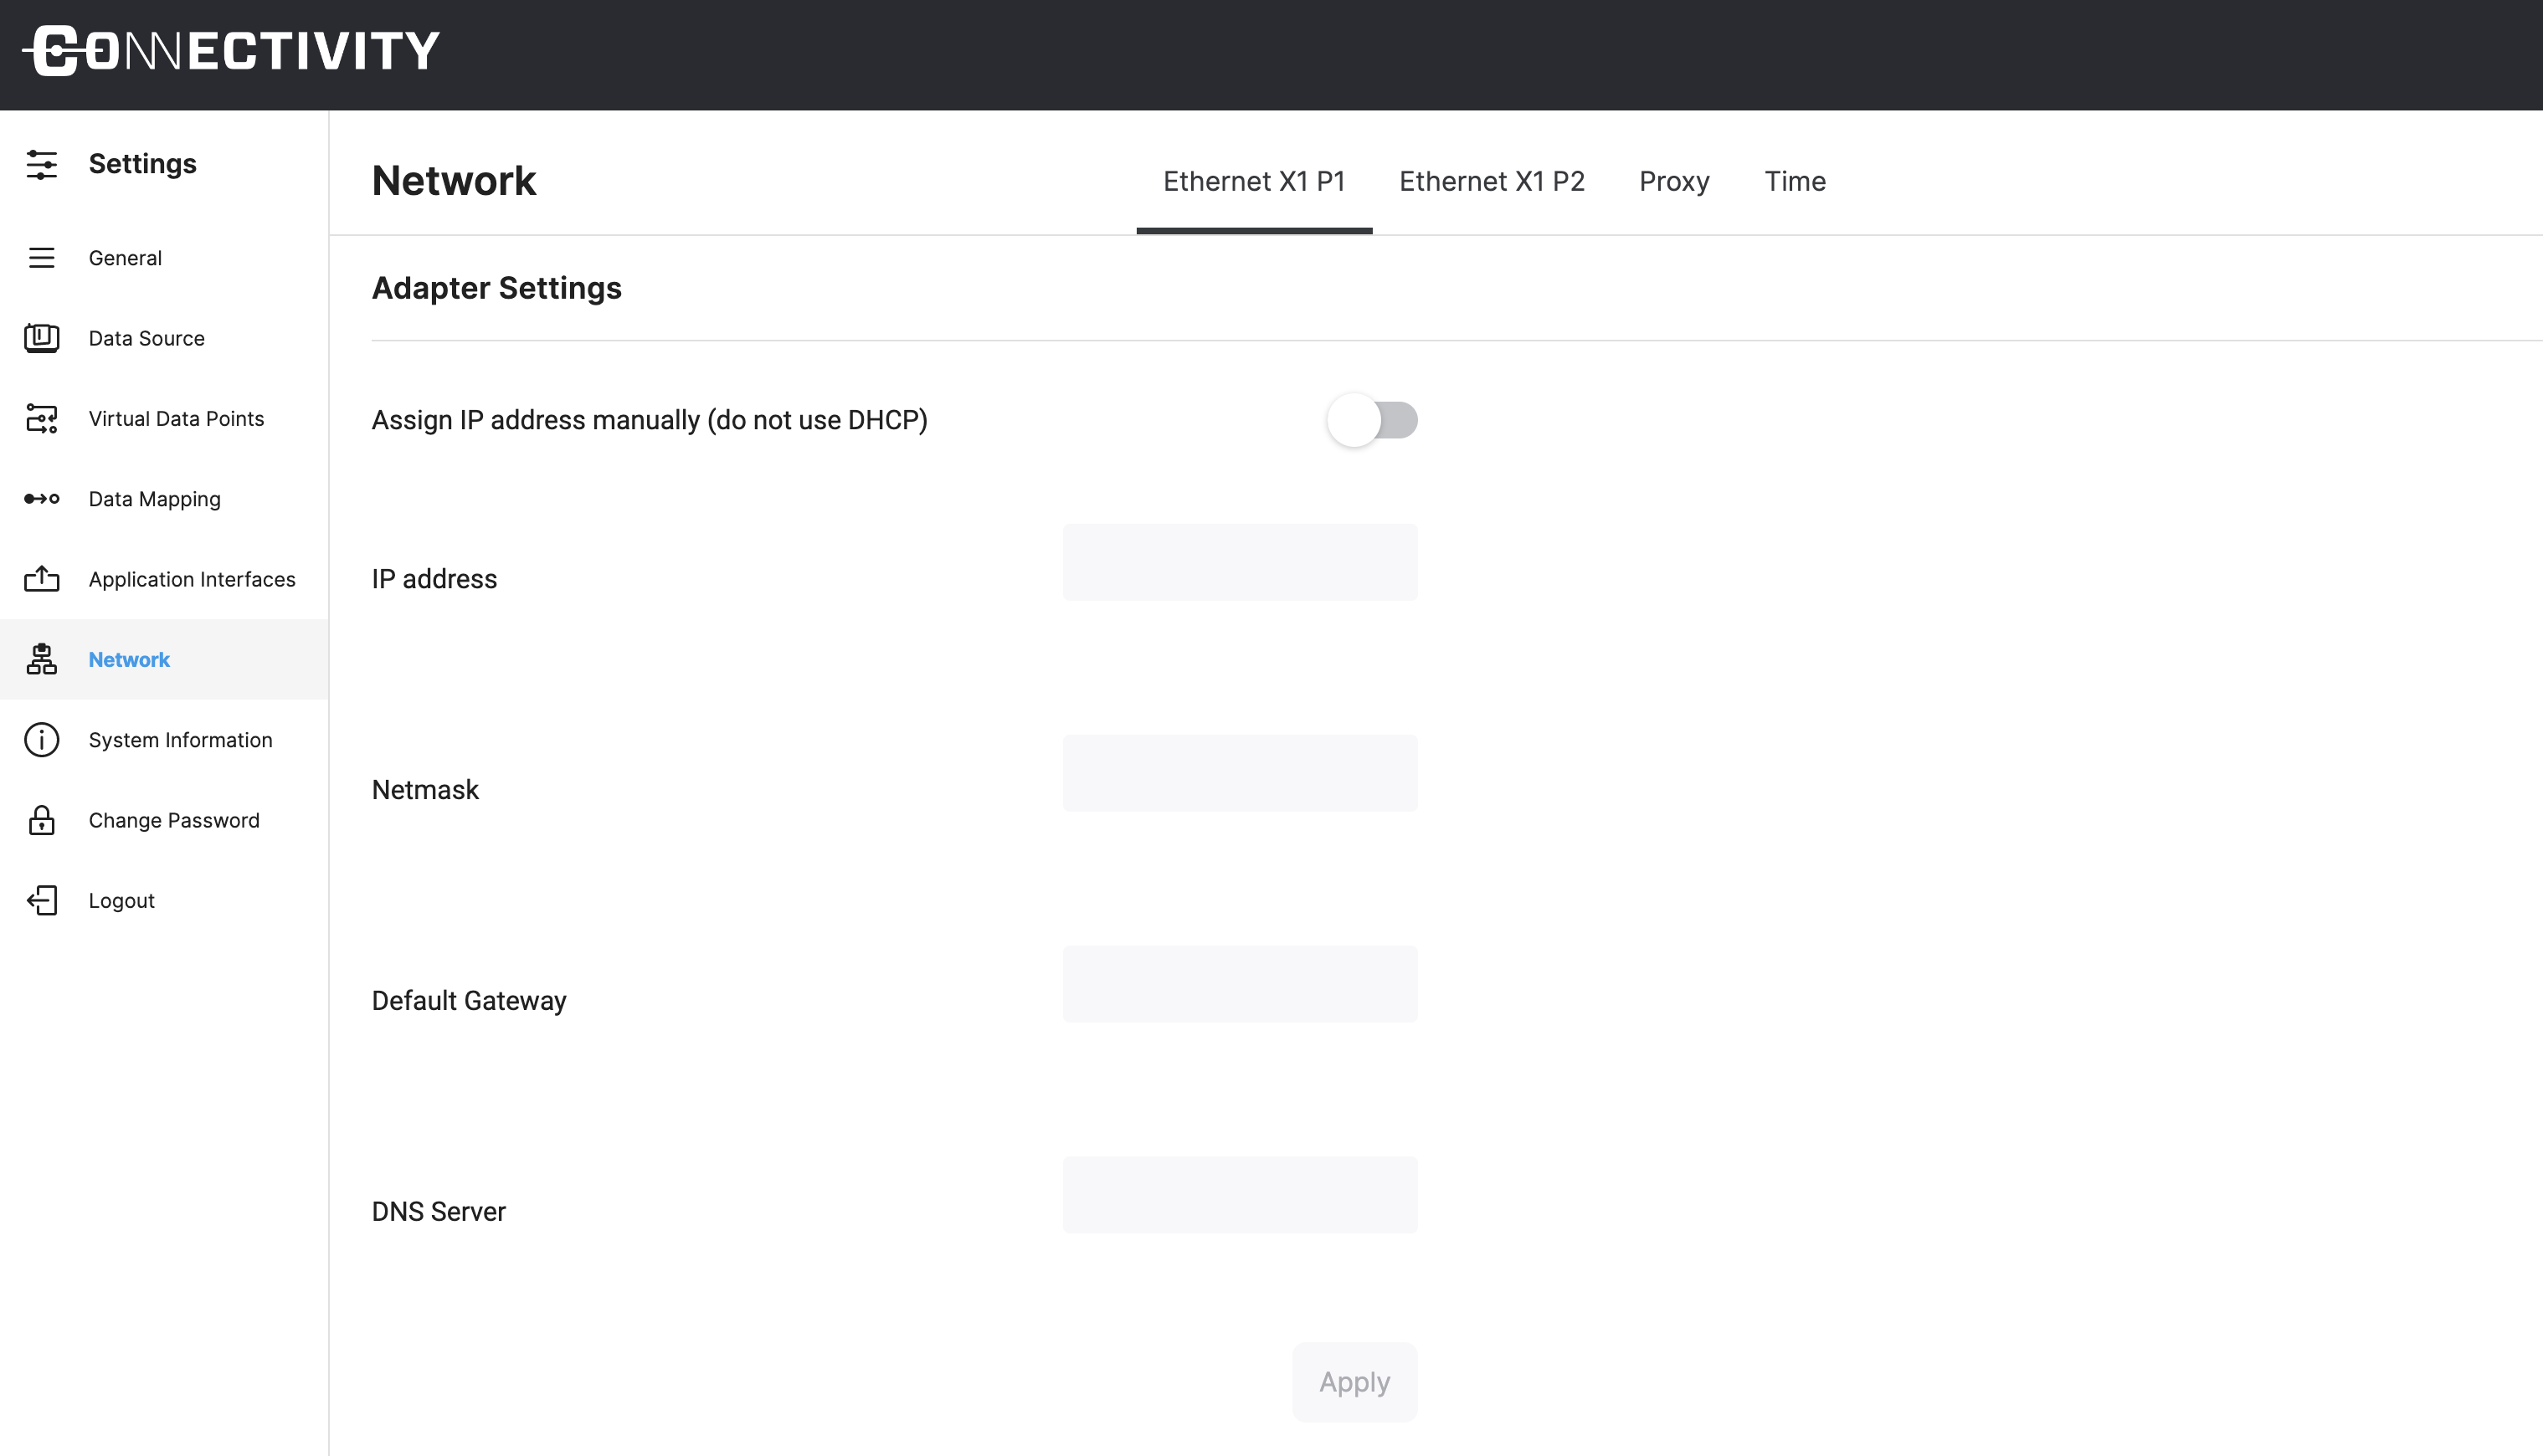 CONNECTIVITY
Settings
General
Data Source
Virtual Data Points
Data Mapping
Application Interfaces
Network
System Information
Change Password
Logout
Network
Ethernet X1 P1
Ethernet X1 P2
Proxy
Time
Adapter Settings
Assign IP address manually (do not use DHCP)
IP address
Netmask
Default Gateway
DNS Server
Apply